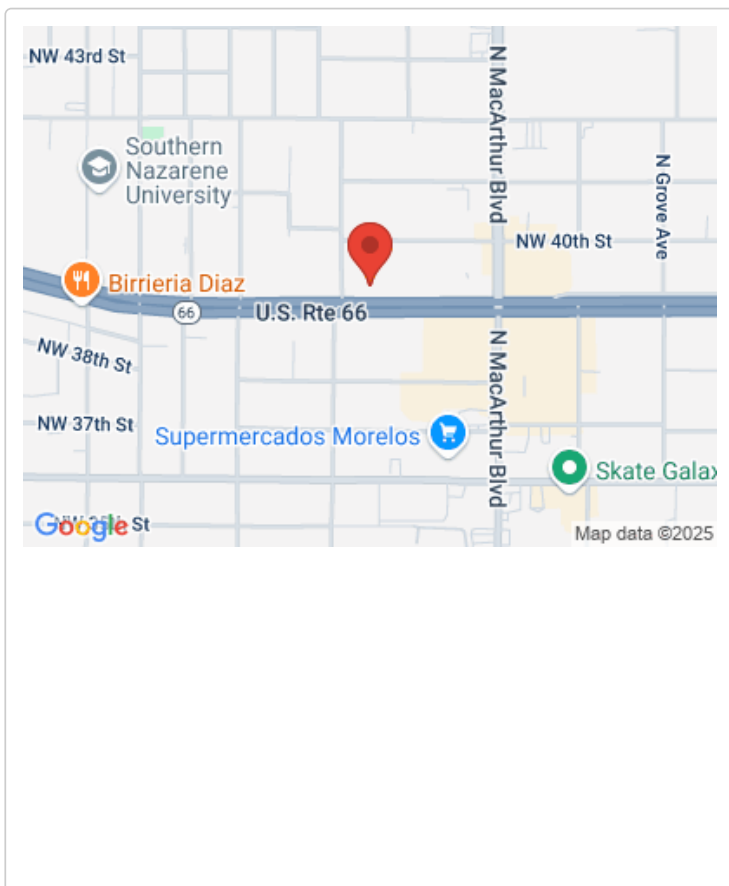 NW 43rd St
N MacArthur Blvd
Southern
Nazarene
University
N Grove Ave
NW 40th St
Birrieria Diaz
66
U.S. Rte 66
NW 38th St
N MacArthur Blvd
NW 37th St
Supermercados Morelos
Skate Galax
Google
St
Map data ©2025